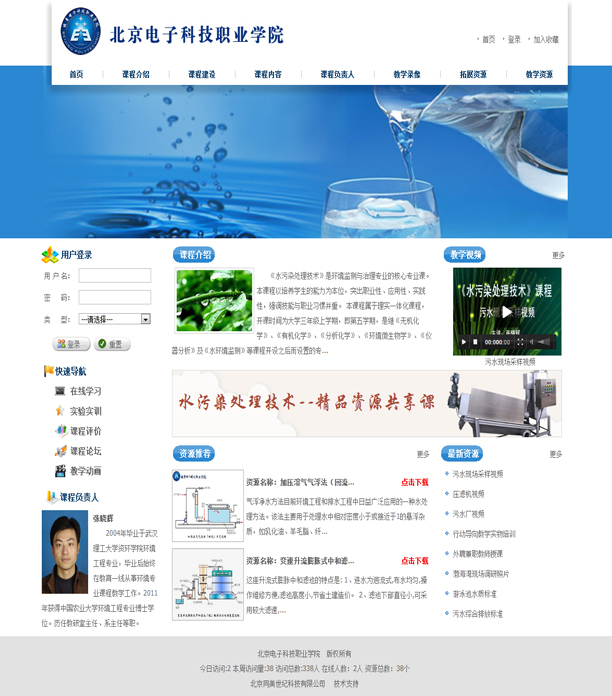 北京电子科技职业学院
首页 登录 加入收藏
首页 课程介绍 课程建设 课程内容 课程负责人 教学录像 拓展资源 教学资源
用户登录
用 户 名:
密 码:
类 型: ---请选择---
登录 重置
快速导航
在线学习
实验实训
课程评价
课程论坛
教学动画
课程负责人
张晓辉
2004年毕业于武汉
理工大学资环学院环境
工程专业，毕业后始终
在教育一线从事环境专
业课程教学工作。2011
年获得中国农业大学环境工程专业博士学
位。历任教研室主任、系主任等职。
课程介绍
《水污染处理技术》是环境监测与治理专业的核心专业课。
本课程以培养学生的能力为本位，突出职业性、应用性、实践
性，强调技能与职业习惯并重。 本课程属于理实一体化课程，
开课时间为大学三年级上学期，即第五学期，是继《无机化
学》、《有机化学》、《分析化学》、《环境微生物学》、《仪
器分析》及《水环境监测》等课程开设之后而设置的专...
教学视频 更多
《水污染处理技术》课程
000:00
污水现场采样视频
水污染处理技术--精品资源共享课
资源推荐 更多
资源名称：加压溶气气浮法（回流... 点击下载
气浮净水方法目前环境工程和排水工程中日益广泛应用的一种水处
理方法。该法主要用于处理水中相对密度小于或接近于1的悬浮杂
质，如乳化油、羊毛脂、纤...
资源名称：变速升流膨胀式中和滤... 点击下载
这座升流式膨胀中和滤池的特点是：1、进水为避流式,布水均匀,操
作维修方便,滤池高度小,节省土建造价。 2、滤池下部直径小,可采
用较大滤速,...
最新资源 更多
污水现场采样视频
压滤机视频
污水厂视频
行动导向教学实物培训
外聘兼职教师授课
渤海湾现场调研照片
游泳池水质标准
污水综合排放标准
北京电子科技职业学院 版权所有
今日访问:2 本周访问量:38 访问总数:338人 在线人数：2人 资源总数：38个
北京网美世纪科技有限公司 技术支持